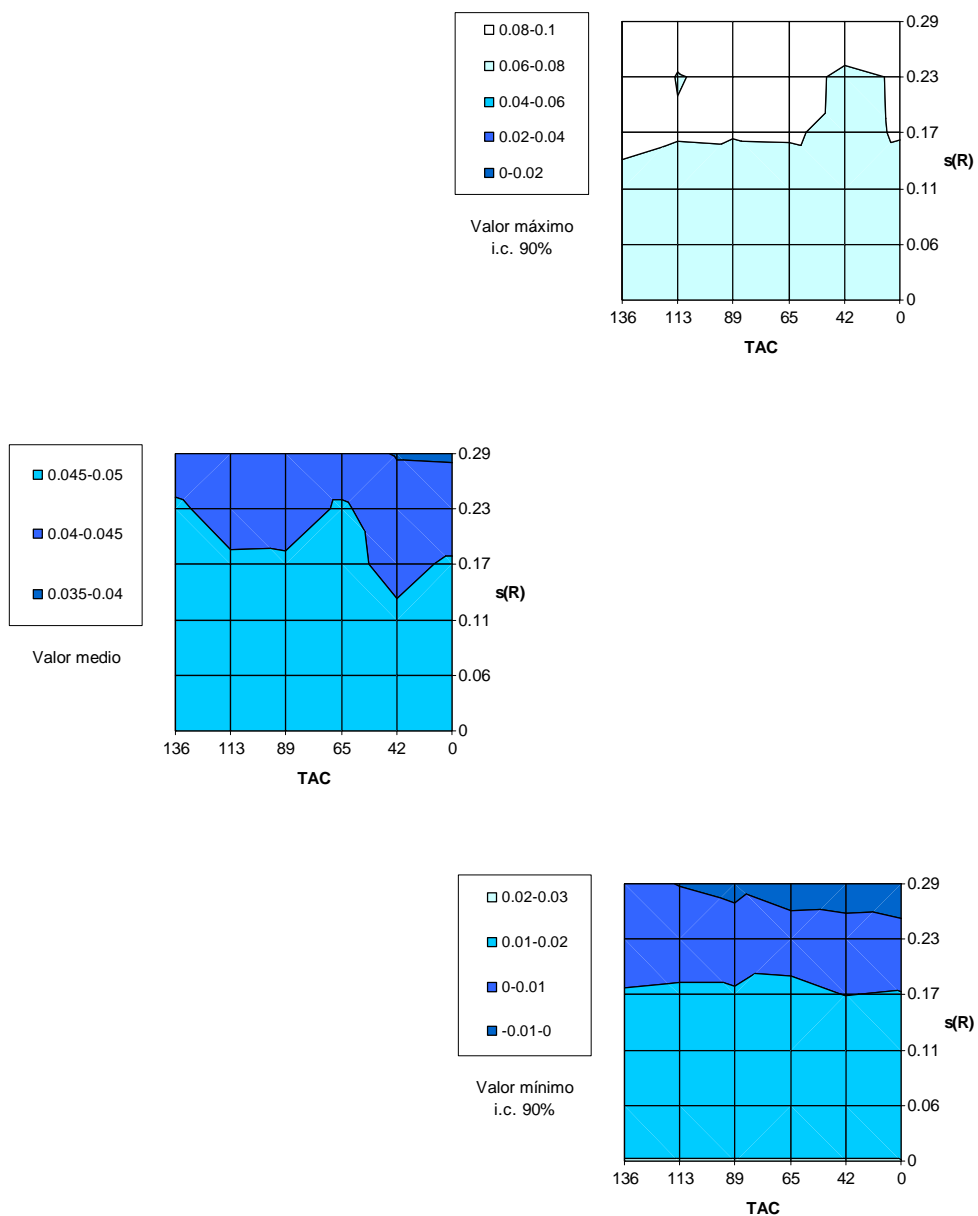 0.08-0.1
0.06-0.08
0.04-0.06
0.02-0.04
0-0.02
Valor máximo
i.c. 90%
0.29
0.23
0.17
0.11
0.06
0
s(R)
136 113 89 65 42 0
TAC
0.045-0.05
0.04-0.045
0.035-0.04
Valor medio
0.29
0.23
0.17
0.11
0.06
0
s(R)
136 113 89 65 42 0
TAC
0.02-0.03
0.01-0.02
0-0.01
-0.01-0
Valor mínimo
i.c. 90%
0.29
0.23
0.17
0.11
0.06
0
s(R)
136 113 89 65 42 0
TAC